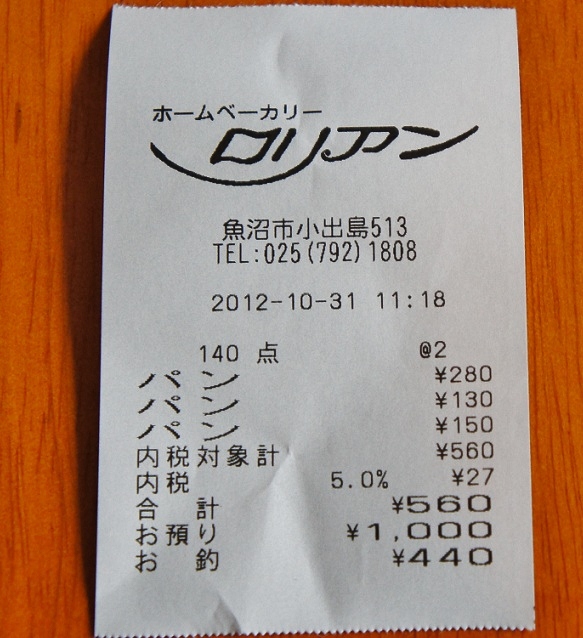 ホームベーカリー
ロリアン
魚沼市小出島513
TEL:025(792)1808
2012-10-31 11:18
140 点 @2
パン ¥280
パン ¥130
パン ¥150
内税対象計 ¥560
内税 5.0% ¥27
合計 ¥560
お預り ¥1,000
お釣 ¥440